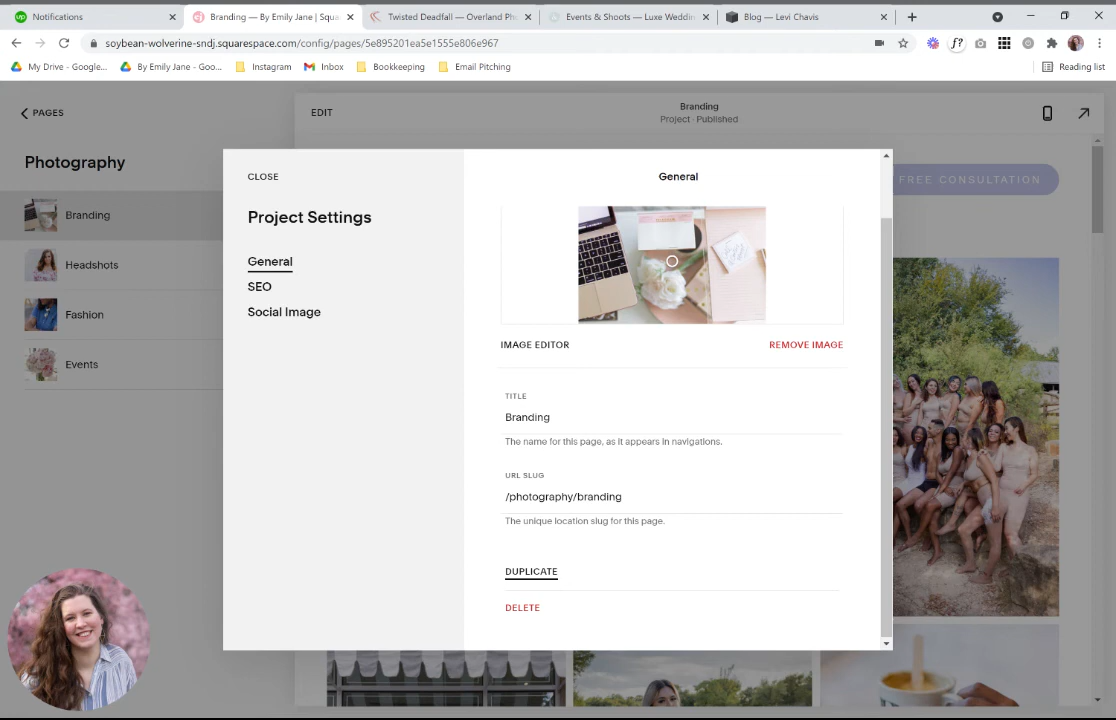 Notifications
Branding — By Emily Jane | Squa
Twisted Deadfall — Overland Ph
Events & Shoots — Luxe Weddin
Blog — Levi Chavis
soybean-wolverine-sndj.squarespace.com/config/pages/5e895201ea5e1555e806e967
My Drive - Google...
By Emily Jane - Goo...
Instagram
Inbox
Bookkeeping
Email Pitching
Reading list
PAGES
EDIT
Branding
Project · Published
Photography
Branding
Headshots
Fashion
Events
FREE CONSULTATION
CLOSE
General
Project Settings
General
SEO
Social Image
IMAGE EDITOR
REMOVE IMAGE
TITLE
Branding
The name for this page, as it appears in navigations.
URL SLUG
/photography/branding
The unique location slug for this page.
DUPLICATE
DELETE